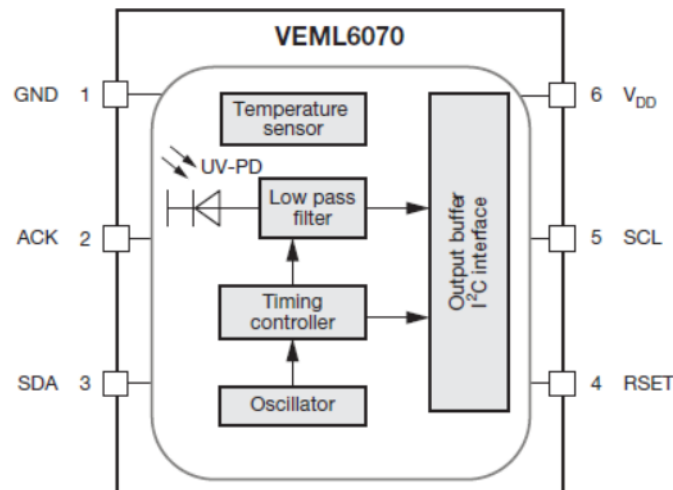 VEML6070
GND 1
6 V_DD
Temperature
sensor
UV-PD
Low pass
filter
ACK 2
5 SCL
Output buffer
I²C interface
Timing
controller
SDA 3
4 RSET
Oscillator